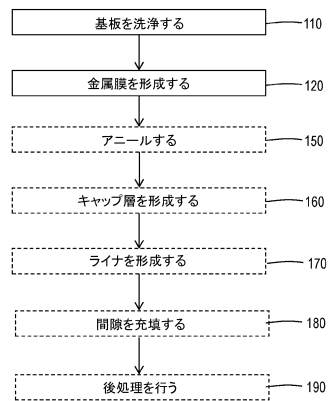 基板を洗浄する 110
金属膜を形成する 120
アニールする 150
キャップ層を形成する 160
ライナを形成する 170
間隙を充填する 180
後処理を行う 190